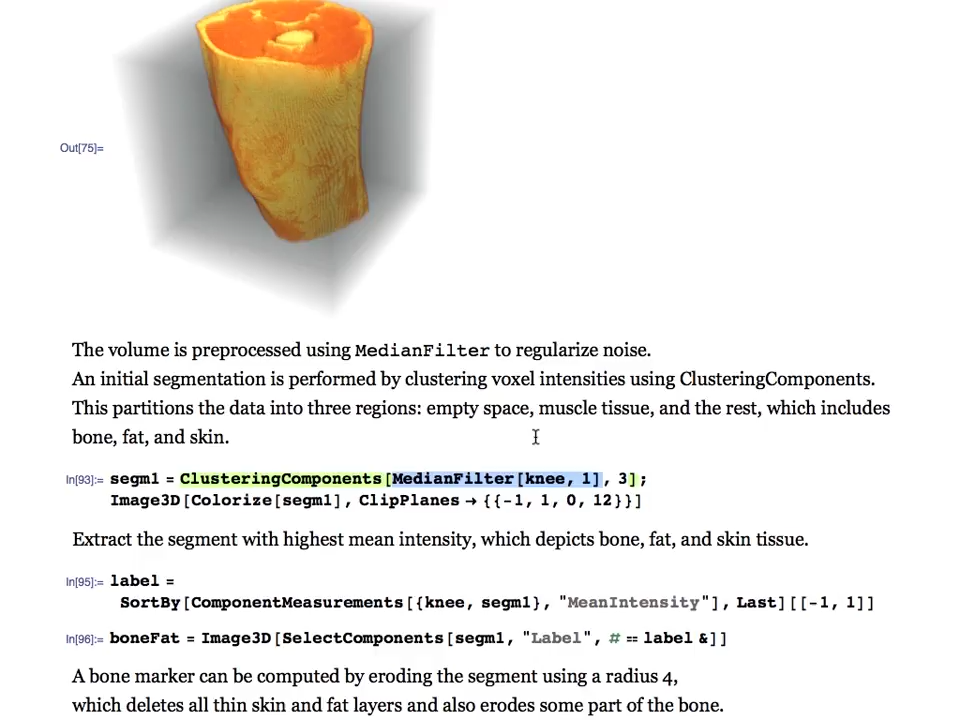 Out[75]=
The volume is preprocessed using MedianFilter to regularize noise.
An initial segmentation is performed by clustering voxel intensities using ClusteringComponents.
This partitions the data into three regions: empty space, muscle tissue, and the rest, which includes
bone, fat, and skin.
In[93]:= segm1 = ClusteringComponents[MedianFilter[knee, 1], 3];
Image3D[Colorize[segm1], ClipPlanes → {{-1, 1, 0, 12}}]
Extract the segment with highest mean intensity, which depicts bone, fat, and skin tissue.
In[95]:= label =
SortBy[ComponentMeasurements[{knee, segm1}, "MeanIntensity"], Last][[-1, 1]]
In[96]:= boneFat = Image3D[SelectComponents[segm1, "Label", # == label &]]
A bone marker can be computed by eroding the segment using a radius 4,
which deletes all thin skin and fat layers and also erodes some part of the bone.